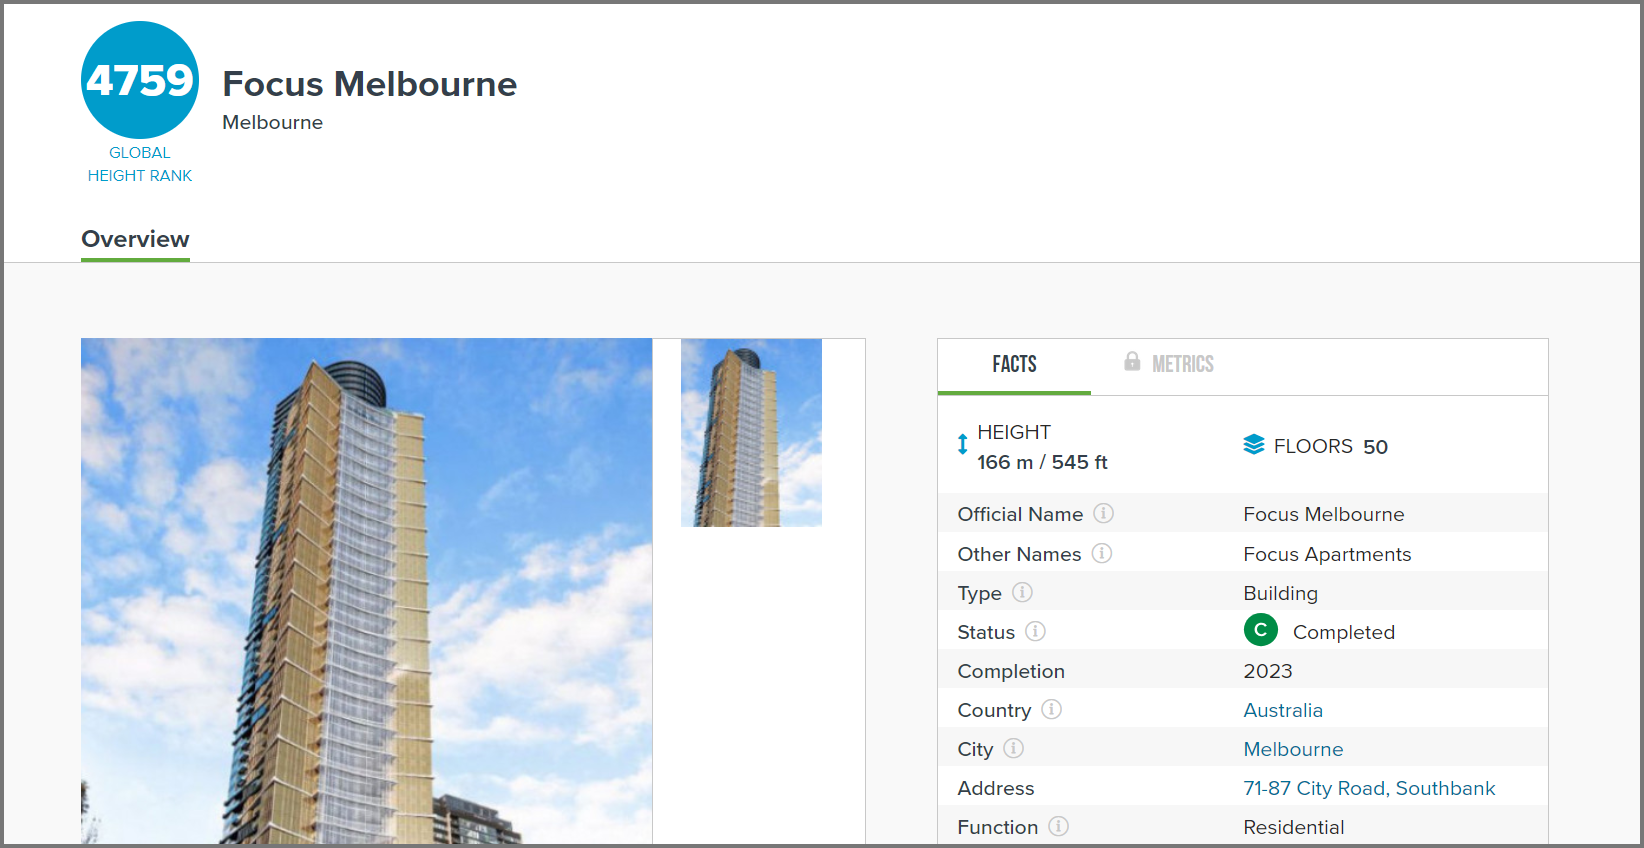 4759
GLOBAL
HEIGHT RANK
Focus Melbourne
Melbourne
Overview
FACTS
METRICS
HEIGHT
166 m / 545 ft
FLOORS 50
Official Name Focus Melbourne
Other Names Focus Apartments
Type Building
Status C Completed
Completion 2023
Country Australia
City Melbourne
Address 71-87 City Road, Southbank
Function Residential